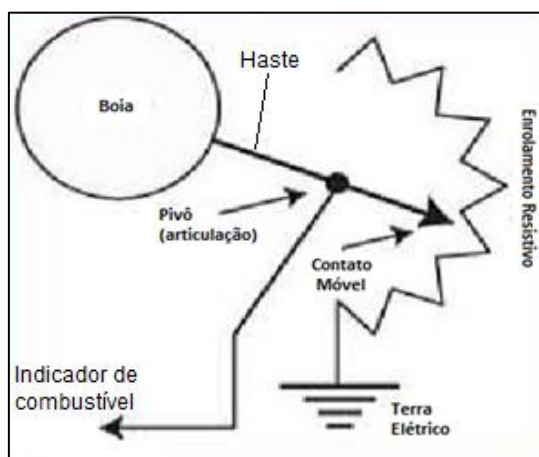 Haste
Boia
Enrolamento Resistivo
Pivô
(articulação)
Contato
Móvel
Indicador de
combustível
Terra
Elétrico